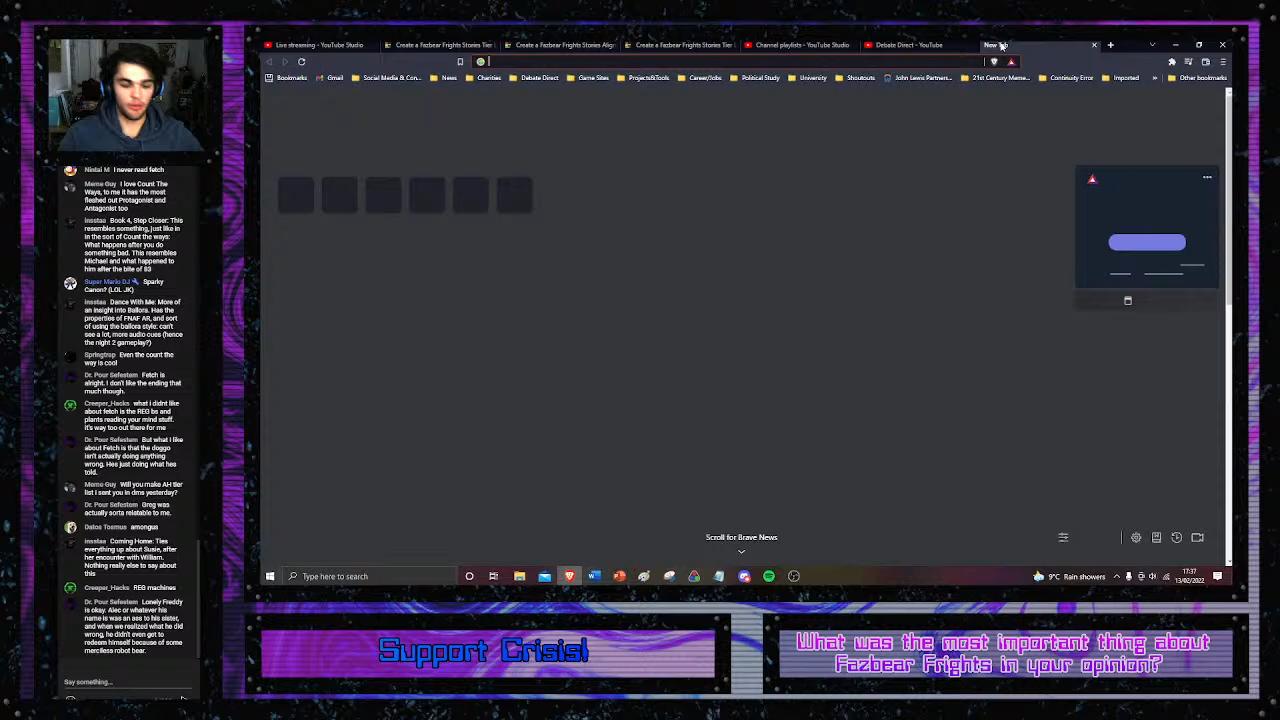 Live streaming - YouTube Studio
Create a Fazbear Frights Stories Tier
Create a Fazbear Frights Stories Align
Create a Fazbear Frights Stories Tier
Channel playlists - YouTube Studio
Debate Direct - YouTube
New
Bookmarks
Gmail
Social Media & Con...
News
Charities
Debate Direct
Game Sites
Projects&Tools
Career/Jobs
Political Study
University
Shoutouts
John Lewis Partners...
21st Century Meme...
Continuity Error
Imported
»
Other bookmarks
Nintai M I never read fetch
Meme Guy I love Count The
Ways, to me it has the most
fleshed out Protagonist and
Antagonist too
insstaa Book 4, Step Closer: This
resembles something, just like in
in the sort of Count the ways:
What happens after you do
something bad. This resembles
Michael and what happened to
him after the bite of 83
Super Mario DJ Sparky
Canon? (LOL JK)
insstaa Dance With Me: More of
an insight into Ballora. Has the
properties of FNAF AR, and sort
of using the ballora style: can't
see a lot, more audio cues (hence
the night 2 gameplay?)
Springtrap Even the count the
way is cool
Dr. Pour Sefestem Fetch is
alright. I don't like the ending that
much though.
Creeper_Hacks what i didnt like
about fetch is the REG bs and
plants reading your mind stuff.
it's way too out there for me
Dr. Pour Sefestem But what I like
about Fetch is that the doggo
isn't actually doing anything
wrong. Hes just doing what hes
told.
Meme Guy Will you make AH tier
list I sent you in dms yesterday?
Dr. Pour Sefestem Greg was
actually sorta relatable to me.
Datos Tosmus amongus
insstaa Coming Home: Ties
everything up about Susie, after
her encounter with William.
Nothing really else to say about
this
Creeper_Hacks REG machines
Dr. Pour Sefestem Lonely Freddy
is okay. Alec or whatever his
name is was an ass to his sister,
and when we realized what he did
wrong, he didn't even get to
redeem himself because of some
merciless robot bear.
Say something...
Scroll for Brave News
Type here to search
9°C Rain showers
17:37
13/02/2022
Support Crisis!
What was the most important thing about
Fazbear Frights in your opinion?